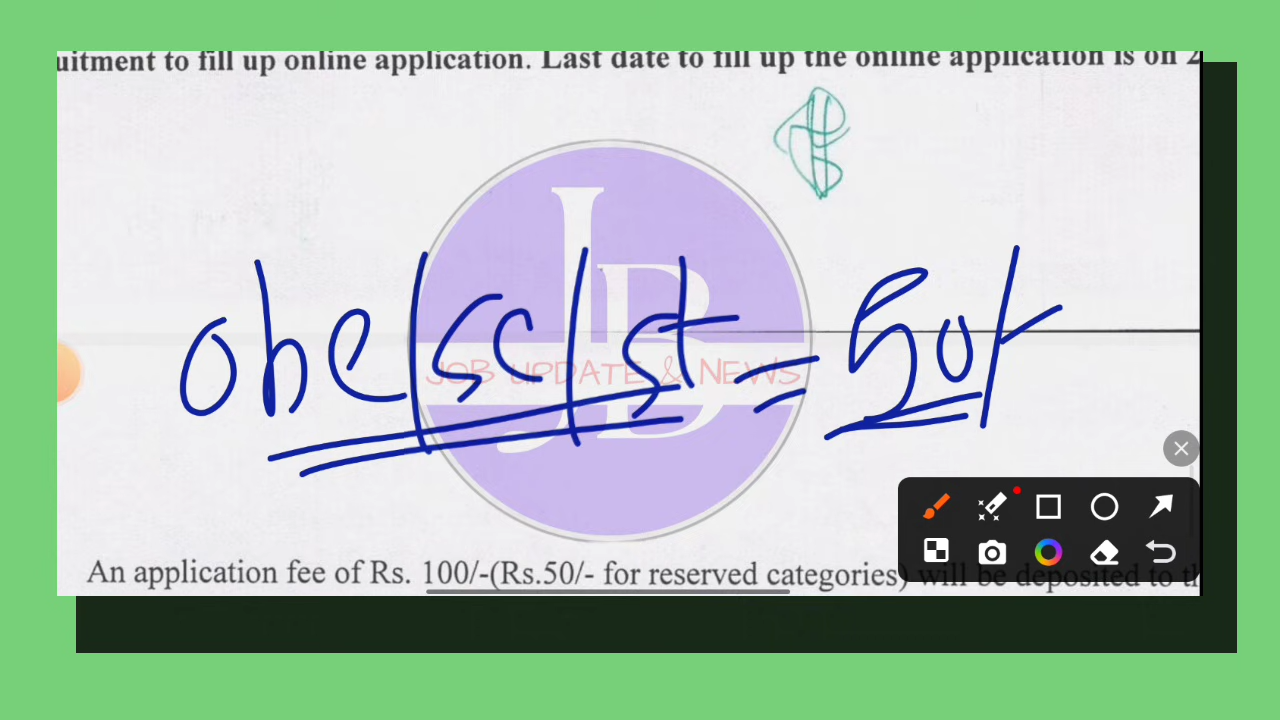 uitment to fill up online application. Last date to fill up the online application is on 2
JB
obc/sc/st = 50/-
JOB UPDATE & NEWS
An application fee of Rs. 100/-(Rs.50/- for reserved categories) will be deposited to th